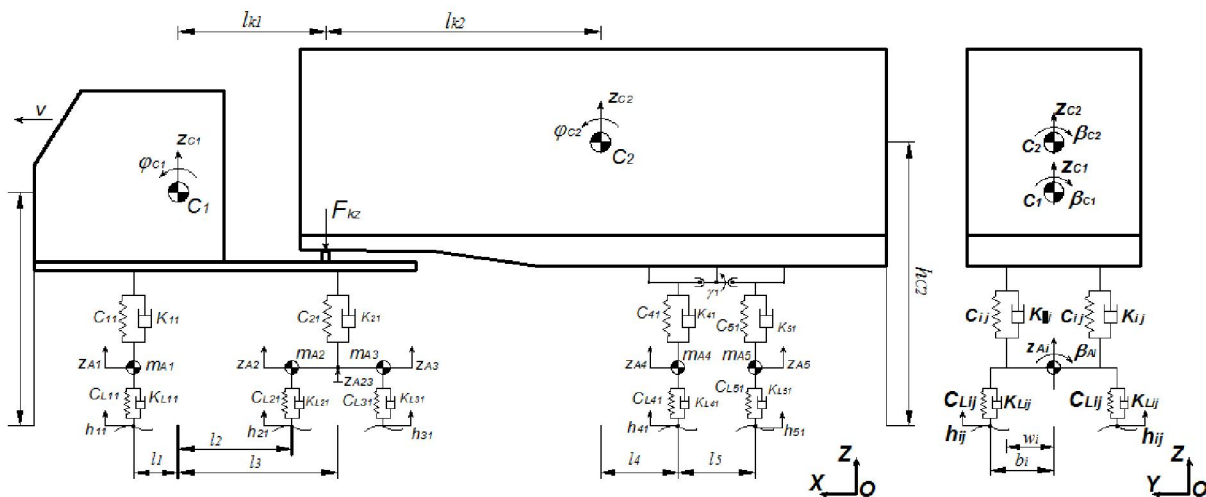 lk1 lk2
v
φC1 zC1 C1
φC2 zC2 C2
Fkz
hC2
zC2 βC2 C2
zC1 βC1 C1
C11 K11
C21 K21
γ1
C41 K41
C51 K51
Cij Cij Kij
zA1 mA1
zA2 mA2 mA3 zA3
zA23
zA4 mA4 mA5 zA5
zAi βAi
CL11 KL11
CL21 KL21
CL31 KL31
CL41 KL41
CL51 KL51
CLij KLij CLij KLij
h11 h21 h31 h41 h51 hij hij
l1 l2 l3 l4 l5
wi
bi
Z X O
Z Y O